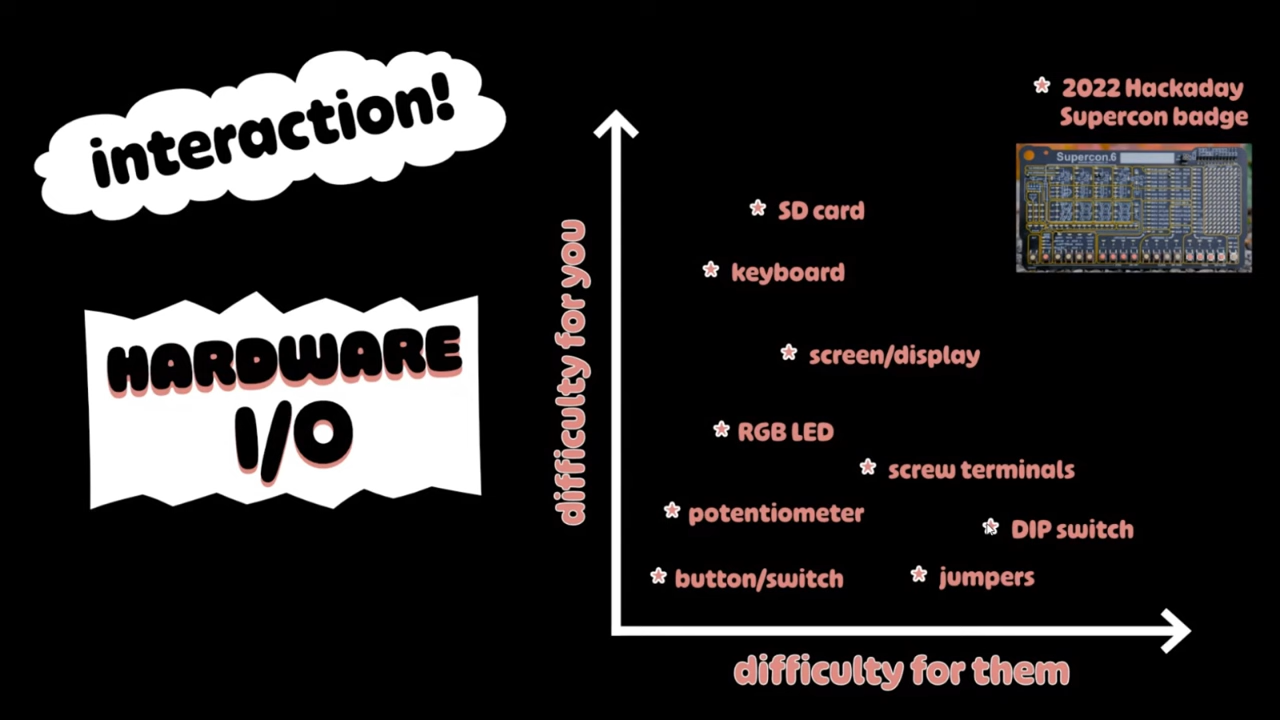 interaction!
HARDWARE
I/O
difficulty for you
2022 Hackaday
Supercon badge
Supercon.6
SD card
keyboard
screen/display
RGB LED
screw terminals
potentiometer
DIP switch
button/switch
jumpers
difficulty for them